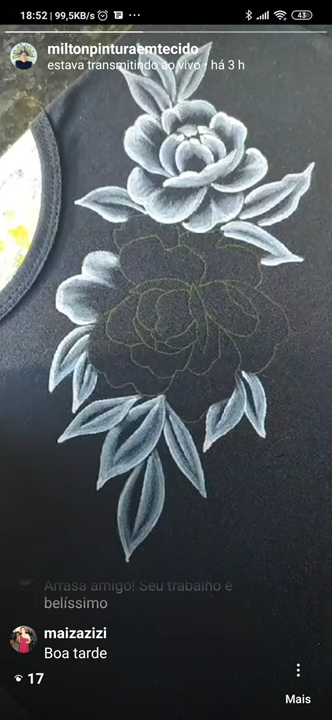 18:52 | 99,5KB/s
43
miltonpinturaemtecido
estava transmitindo ao vivo · há 3 h
Arrasa amigo! Seu trabalho é
belíssimo
maizazizi
Boa tarde
17
Mais